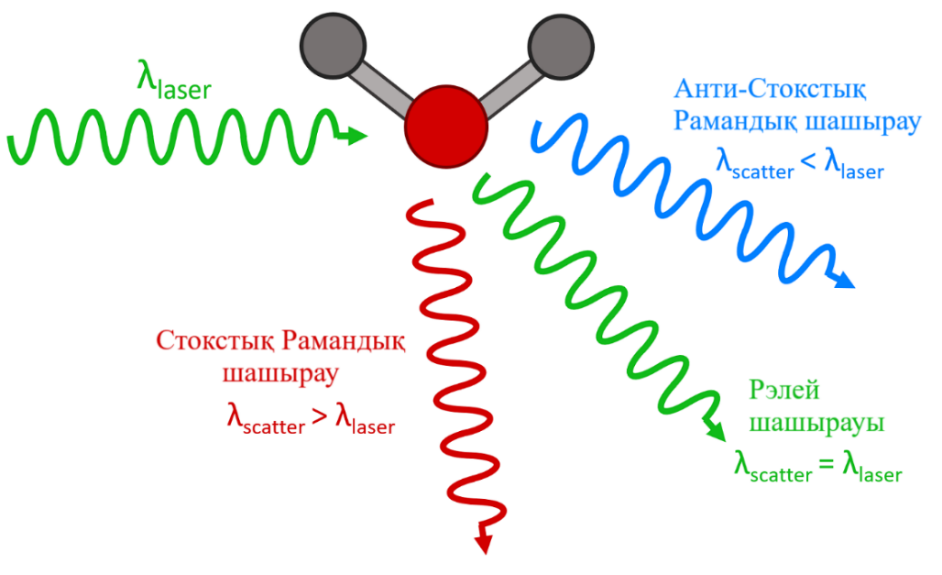 λlaser
Анти-Стокстық
Рамандық шашырау
λscatter < λlaser
Стокстық Рамандық
шашырау
λscatter > λlaser
Рэлей
шашырауы
λscatter = λlaser